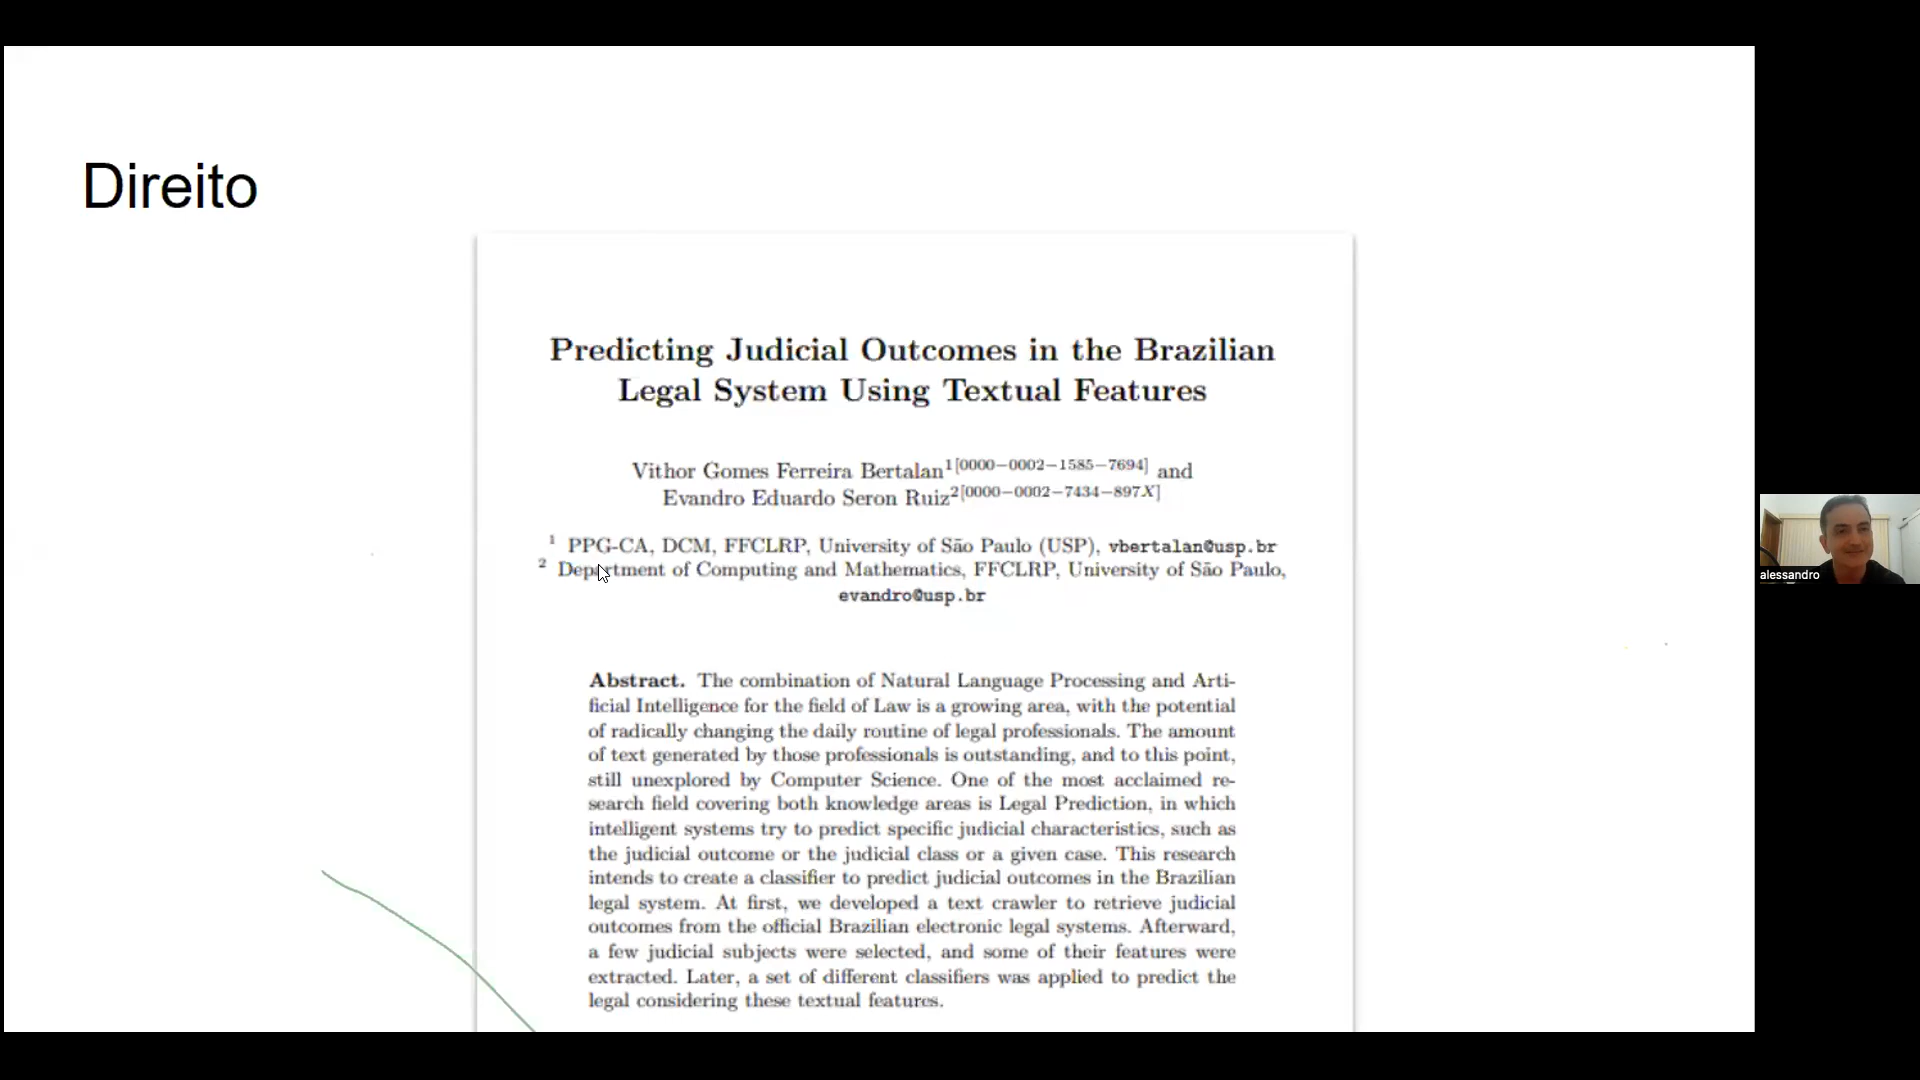 Direito
Predicting Judicial Outcomes in the Brazilian
Legal System Using Textual Features
Vithor Gomes Ferreira Bertalan1[0000−0002−1585−7694] and
Evandro Eduardo Seron Ruiz2[0000−0002−7434−897X]
1 PPG-CA, DCM, FFCLRP, University of São Paulo (USP), vbertalan@usp.br
2 Department of Computing and Mathematics, FFCLRP, University of São Paulo,
evandro@usp.br
Abstract. The combination of Natural Language Processing and Arti-
ficial Intelligence for the field of Law is a growing area, with the potential
of radically changing the daily routine of legal professionals. The amount
of text generated by those professionals is outstanding, and to this point,
still unexplored by Computer Science. One of the most acclaimed re-
search field covering both knowledge areas is Legal Prediction, in which
intelligent systems try to predict specific judicial characteristics, such as
the judicial outcome or the judicial class or a given case. This research
intends to create a classifier to predict judicial outcomes in the Brazilian
legal system. At first, we developed a text crawler to retrieve judicial
outcomes from the official Brazilian electronic legal systems. Afterward,
a few judicial subjects were selected, and some of their features were
extracted. Later, a set of different classifiers was applied to predict the
legal considering these textual features.
alessandro